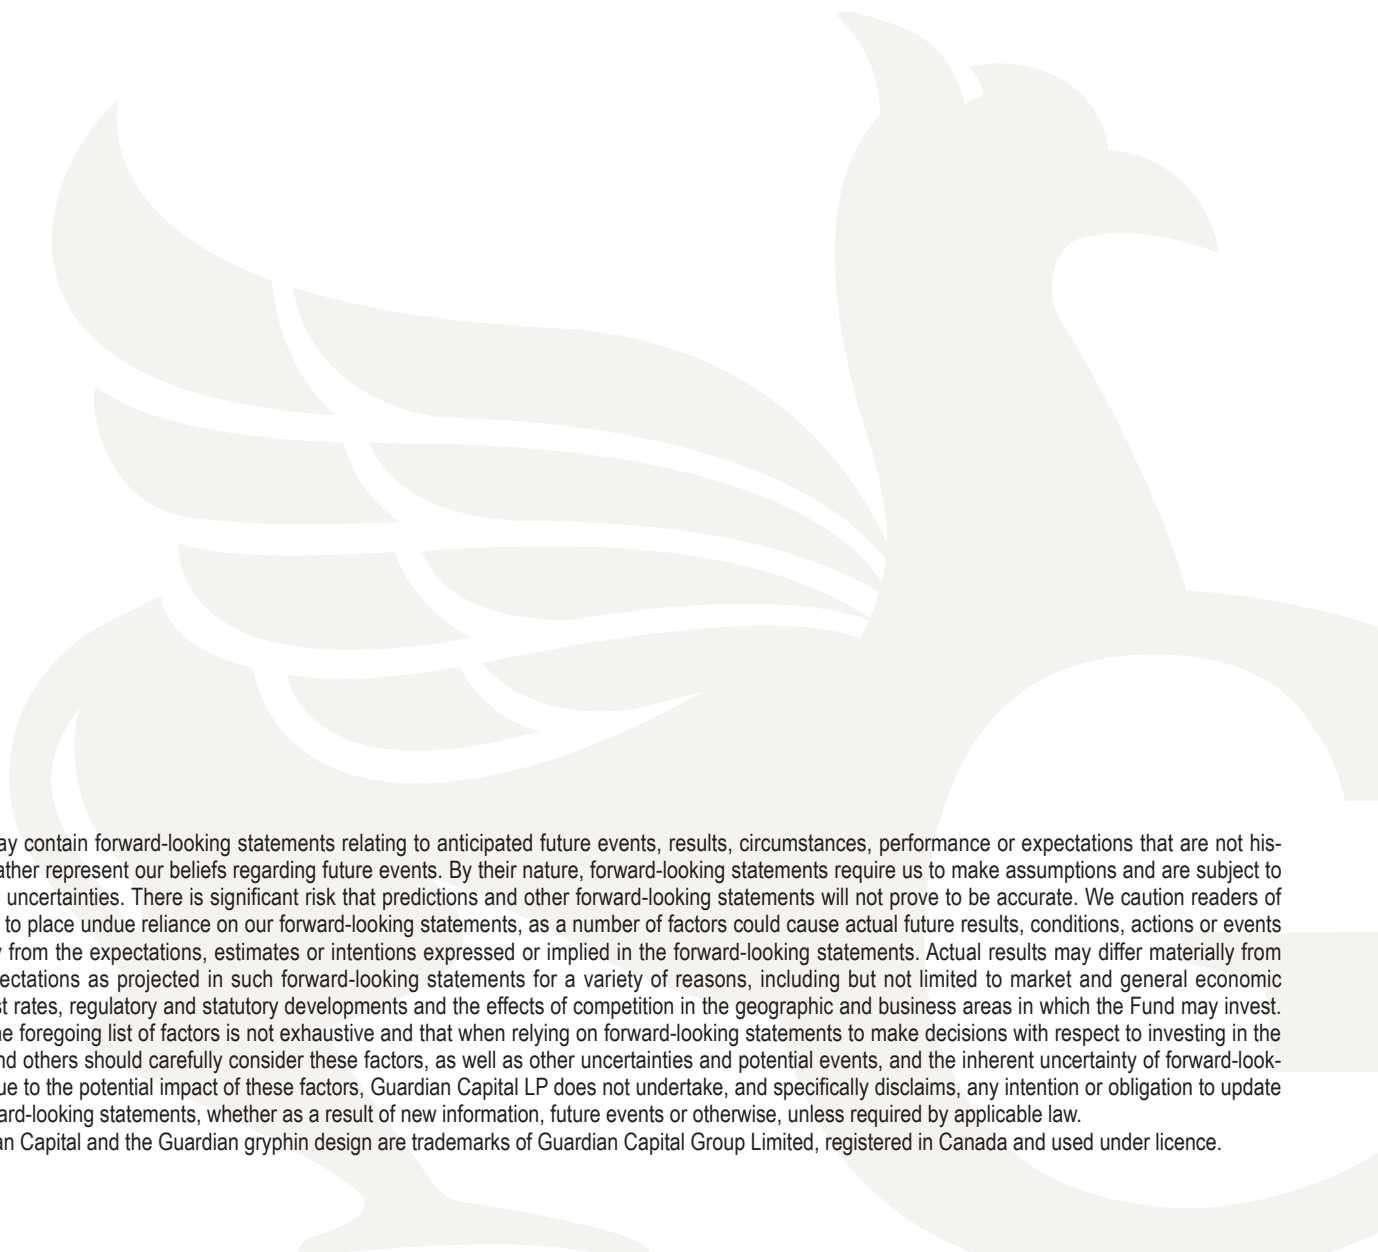 ay contain forward-looking statements relating to anticipated future events, results, circumstances, performance or expectations that are not his-
ather represent our beliefs regarding future events. By their nature, forward-looking statements require us to make assumptions and are subject to
uncertainties. There is significant risk that predictions and other forward-looking statements will not prove to be accurate. We caution readers of
to place undue reliance on our forward-looking statements, as a number of factors could cause actual future results, conditions, actions or events
from the expectations, estimates or intentions expressed or implied in the forward-looking statements. Actual results may differ materially from
ectations as projected in such forward-looking statements for a variety of reasons, including but not limited to market and general economic
st rates, regulatory and statutory developments and the effects of competition in the geographic and business areas in which the Fund may invest.
he foregoing list of factors is not exhaustive and that when relying on forward-looking statements to make decisions with respect to investing in the
nd others should carefully consider these factors, as well as other uncertainties and potential events, and the inherent uncertainty of forward-look-
ue to the potential impact of these factors, Guardian Capital LP does not undertake, and specifically disclaims, any intention or obligation to update
ard-looking statements, whether as a result of new information, future events or otherwise, unless required by applicable law.
an Capital and the Guardian gryphin design are trademarks of Guardian Capital Group Limited, registered in Canada and used under licence.